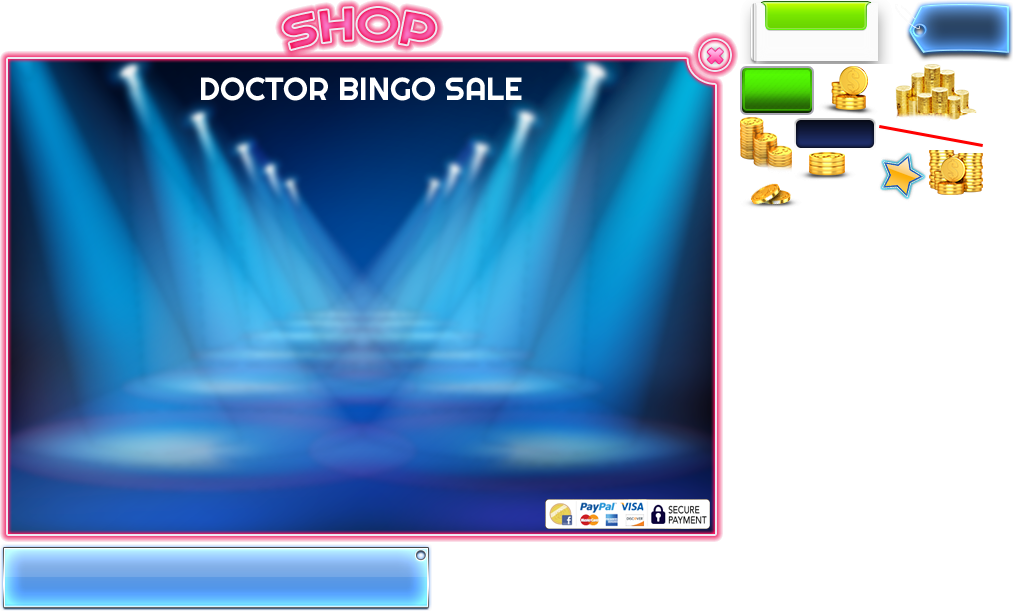 SHOP
DOCTOR BINGO SALE
PayPal VISA
SECURE
PAYMENT